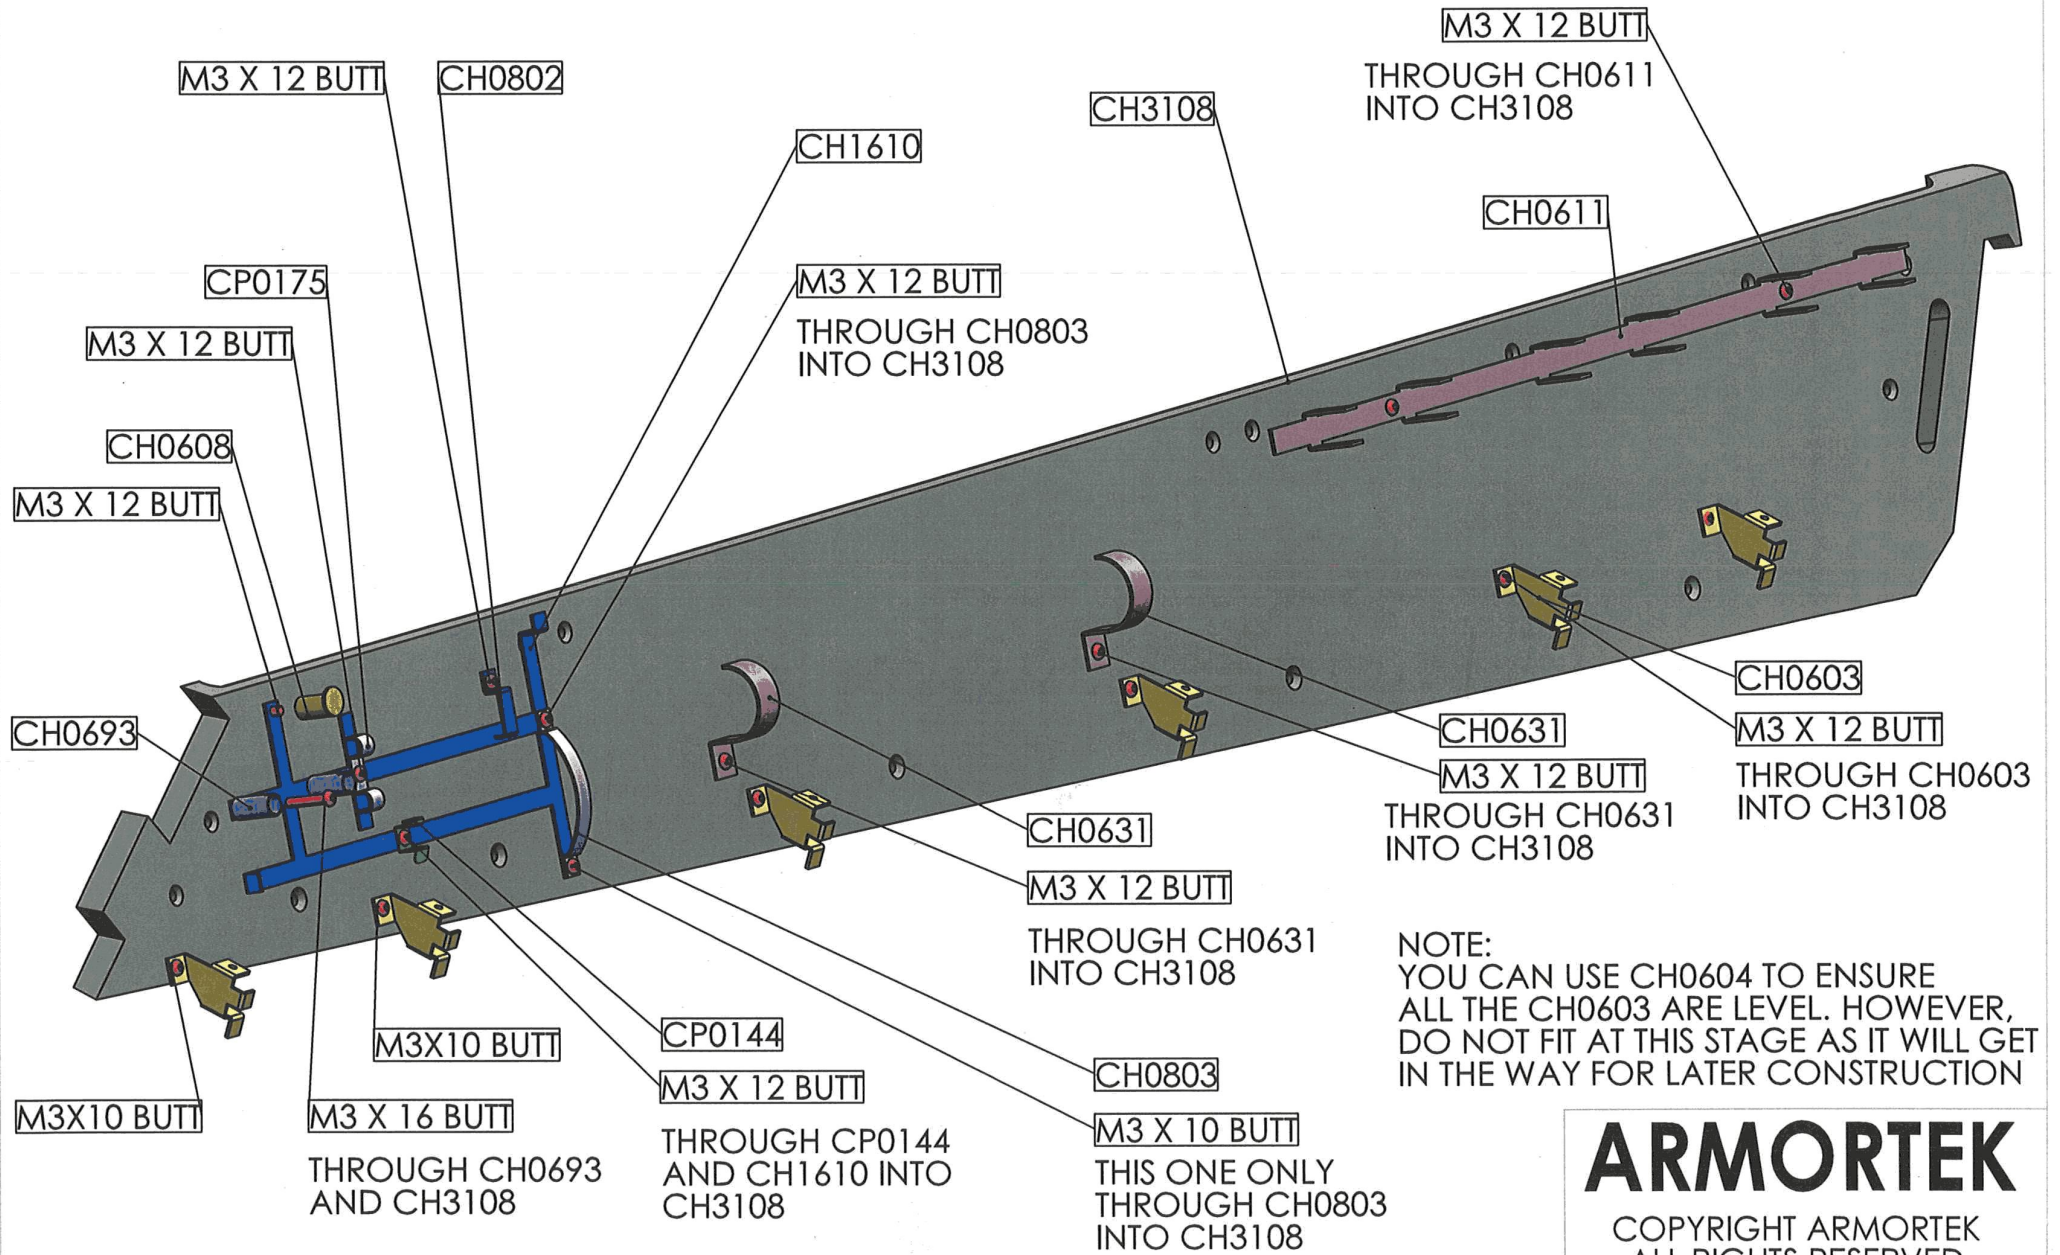 M3 X 12 BUTT
THROUGH CH0611
INTO CH3108
M3 X 12 BUTT
CH0802
CH3108
CH1610
CH0611
CP0175
M3 X 12 BUTT
THROUGH CH0803
INTO CH3108
M3 X 12 BUTT
CH0608
M3 X 12 BUTT
CH0693
CH0603
M3 X 12 BUTT
THROUGH CH0603
INTO CH3108
CH0631
M3 X 12 BUTT
THROUGH CH0631
INTO CH3108
CH0631
M3 X 12 BUTT
THROUGH CH0631
INTO CH3108
NOTE:
YOU CAN USE CH0604 TO ENSURE
ALL THE CH0603 ARE LEVEL. HOWEVER,
DO NOT FIT AT THIS STAGE AS IT WILL GET
IN THE WAY FOR LATER CONSTRUCTION
M3X10 BUTT
M3X10 BUTT
M3 X 16 BUTT
THROUGH CH0693
AND CH3108
CP0144
M3 X 12 BUTT
THROUGH CP0144
AND CH1610 INTO
CH3108
CH0803
M3 X 10 BUTT
THIS ONE ONLY
THROUGH CH0803
INTO CH3108
ARMORTEK
COPYRIGHT ARMORTEK
ALL RIGHTS RESERVED